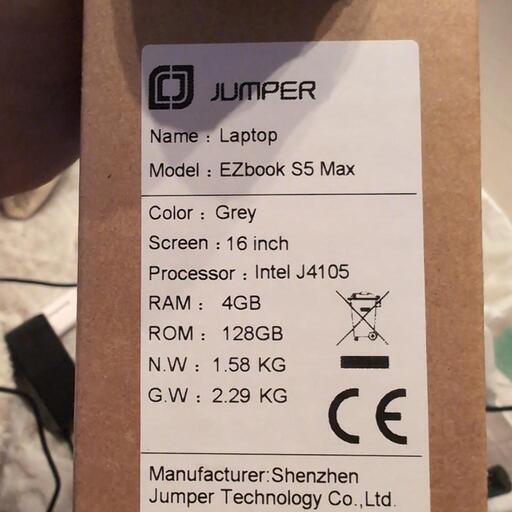 JUMPER
Name : Laptop
Model : EZbook S5 Max
Color : Grey
Screen : 16 inch
Processor : Intel J4105
RAM : 4GB
ROM : 128GB
N.W : 1.58 KG
G.W : 2.29 KG
CE
Manufacturer:Shenzhen
Jumper Technology Co.,Ltd.